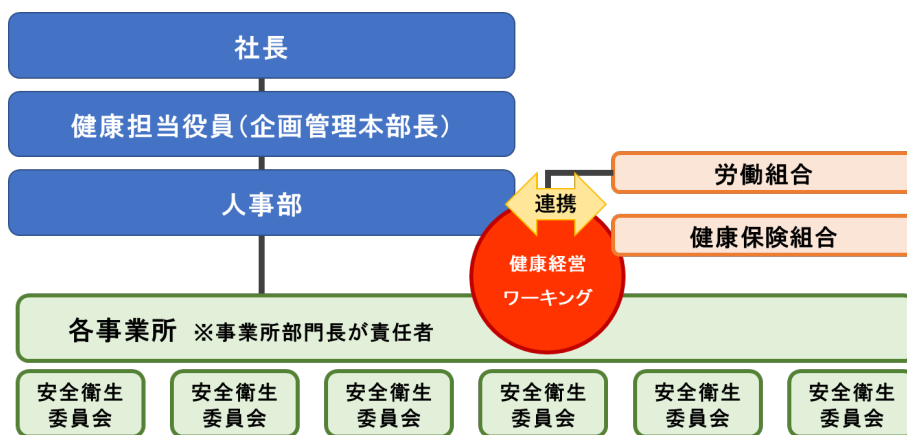 社長
健康担当役員（企画管理本部長）
人事部
連携
労働組合
健康保険組合
健康経営
ワーキング
各事業所 ※事業所部門長が責任者
安全衛生
委員会
安全衛生
委員会
安全衛生
委員会
安全衛生
委員会
安全衛生
委員会
安全衛生
委員会